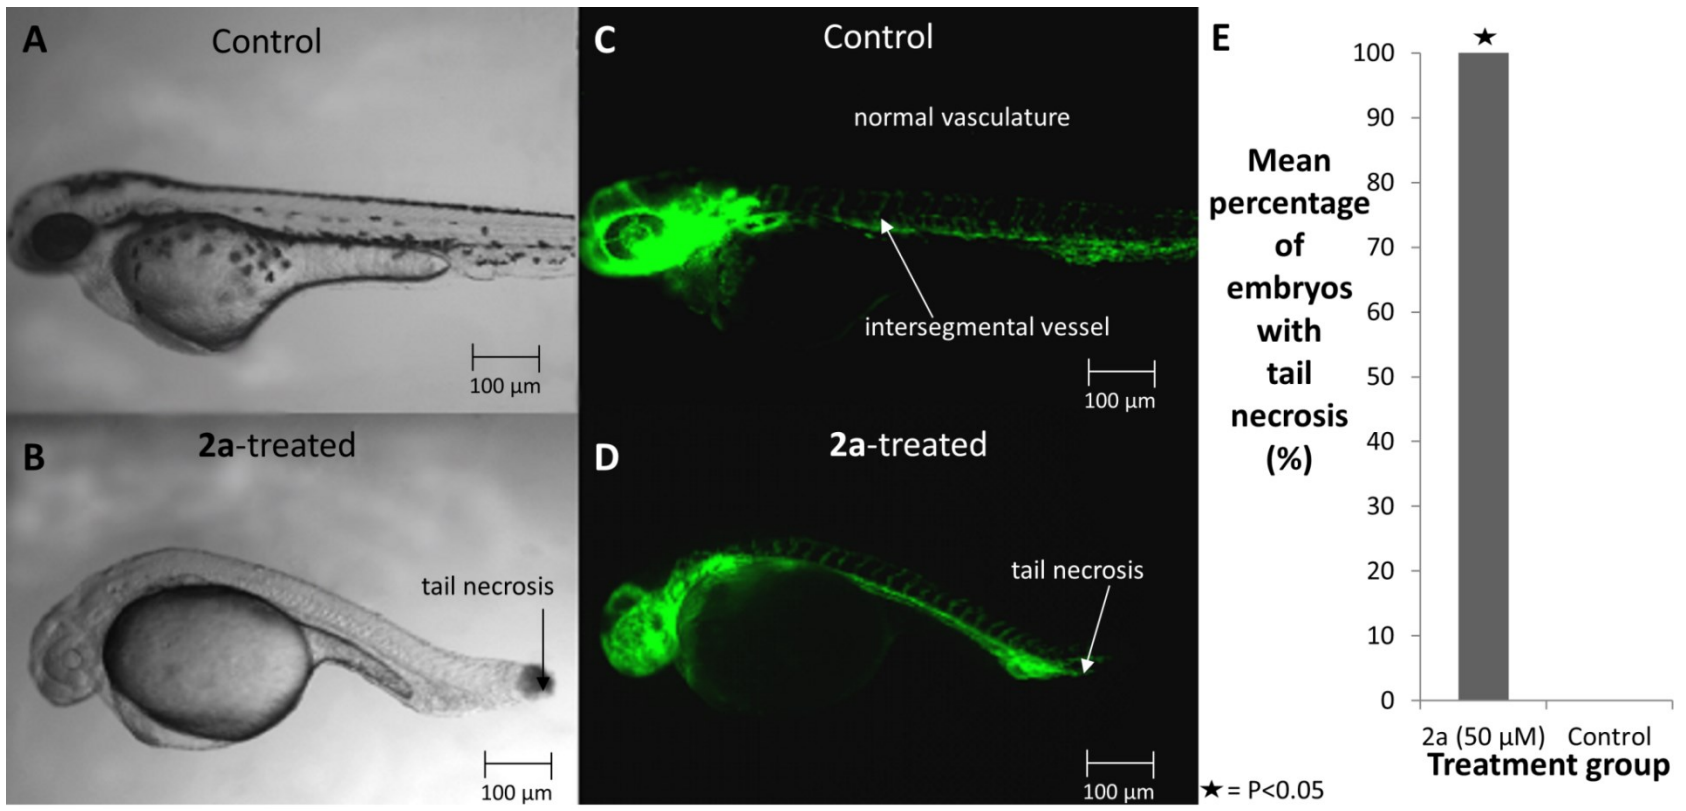 A
Control
100 µm
B
2a-treated
tail necrosis
100 µm
C
Control
normal vasculature
intersegmental vessel
100 µm
D
2a-treated
tail necrosis
100 µm
E
Mean
percentage
of
embryos
with
tail
necrosis
(%)
★
100
90
80
70
60
50
40
30
20
10
0
2a (50 µM) Control
Treatment group
★= P<0.05